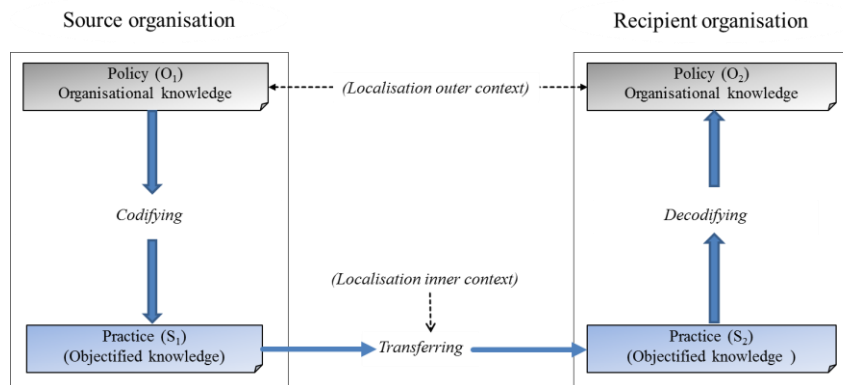 Source organisation
Recipient organisation
Policy (O₁)
Organisational knowledge
(Localisation outer context)
Policy (O₂)
Organisational knowledge
Codifying
Decodifying
(Localisation inner context)
Practice (S₁)
(Objectified knowledge)
Transferring
Practice (S₂)
(Objectified knowledge )